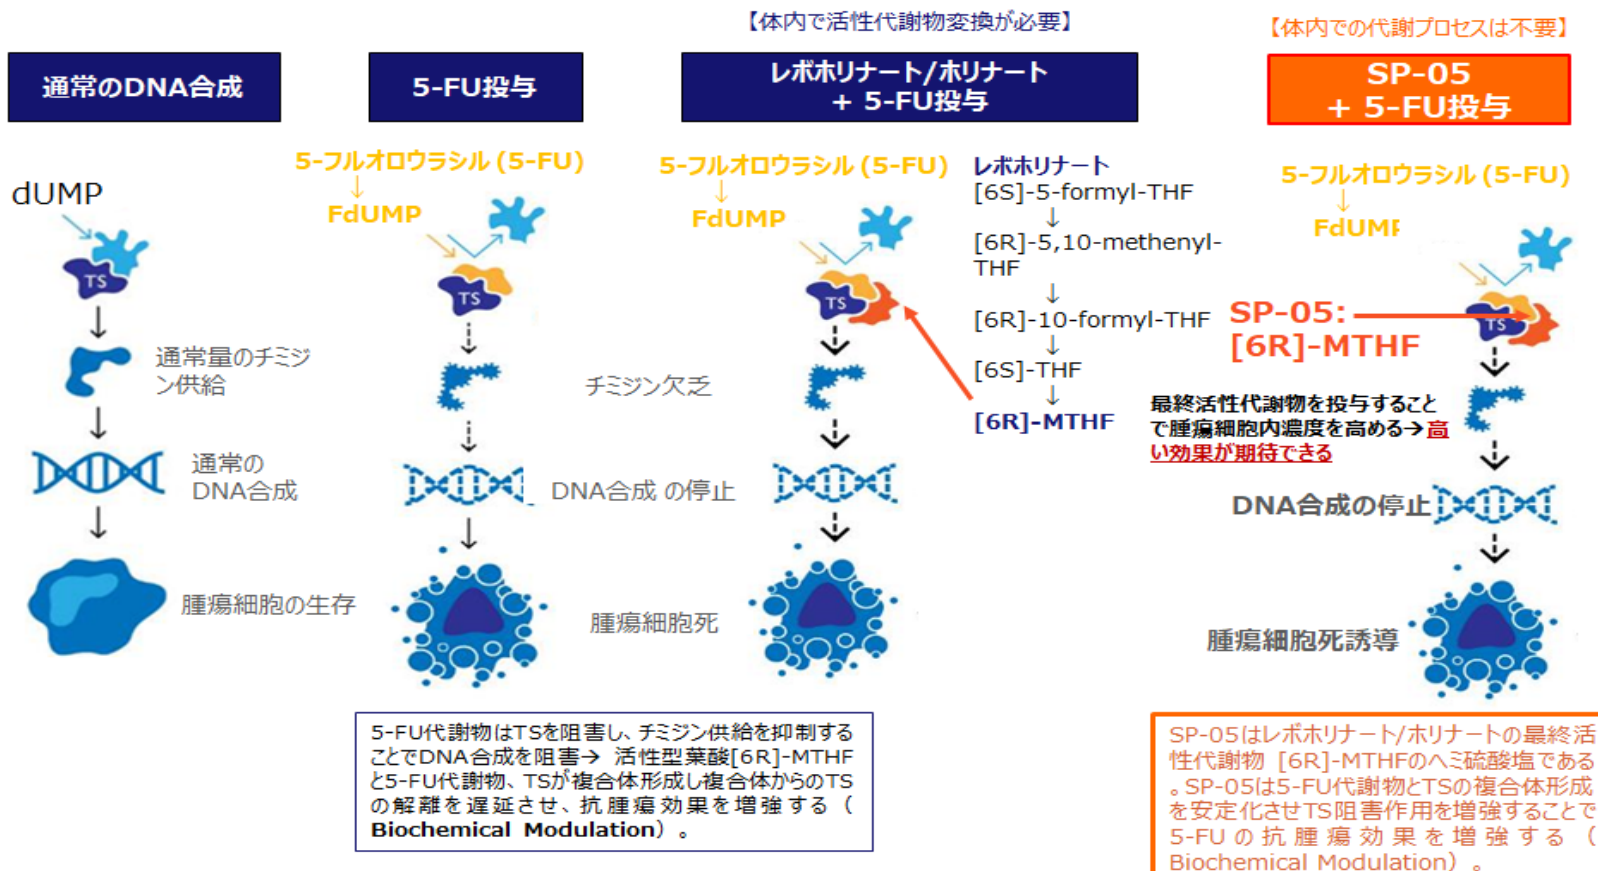 【体内で活性代謝物変換が必要】
【体内での代謝プロセスは不要】
通常のDNA合成
5-FU投与
レボホリナート/ホリナート
+ 5-FU投与
SP-05
+ 5-FU投与
dUMP
TS
通常量のチミジ
ン供給
通常の
DNA合成
腫瘍細胞の生存
5-フルオロウラシル (5-FU)
↓
FdUMP
TS
チミジン欠乏
DNA合成 の停止
腫瘍細胞死
5-フルオロウラシル (5-FU)
↓
FdUMP
TS
レボホリナート
[6S]-5-formyl-THF
↓
[6R]-5,10-methenyl-
THF
↓
[6R]-10-formyl-THF
↓
[6S]-THF
↓
[6R]-MTHF
5-フルオロウラシル (5-FU)
↓
FdUMP
TS
SP-05:
[6R]-MTHF
最終活性代謝物を投与すること
で腫瘍細胞内濃度を高める→高
い効果が期待できる
DNA合成の停止
腫瘍細胞死誘導
5-FU代謝物はTSを阻害し、チミジン供給を抑制する
ことでDNA合成を阻害→ 活性型葉酸[6R]-MTHF
と5-FU代謝物、TSが複合体形成し複合体からのTS
の解離を遅延させ、抗腫瘍効果を増強する（
Biochemical Modulation）。
SP-05はレボホリナート/ホリナートの最終活
性代謝物 [6R]-MTHFのヘミ硫酸塩である
。SP-05は5-FU代謝物とTSの複合体形成
を安定化させTS阻害作用を増強することで
5-FUの抗腫瘍効果を増強する（
Biochemical Modulation）。